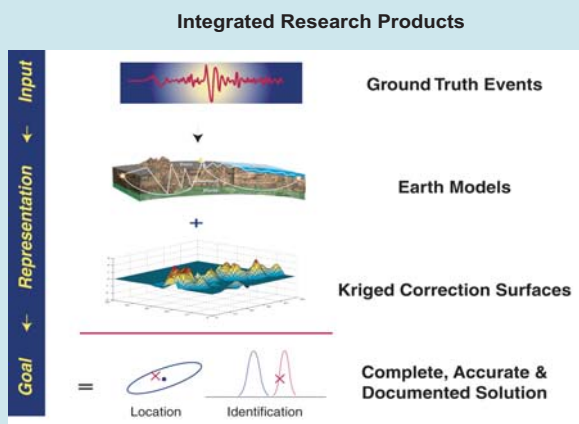 Integrated Research Products
Input
Ground Truth Events
Representation
Earth Models
+
Kriged Correction Surfaces
Goal
=
Complete, Accurate &
Documented Solution
Location
Identification